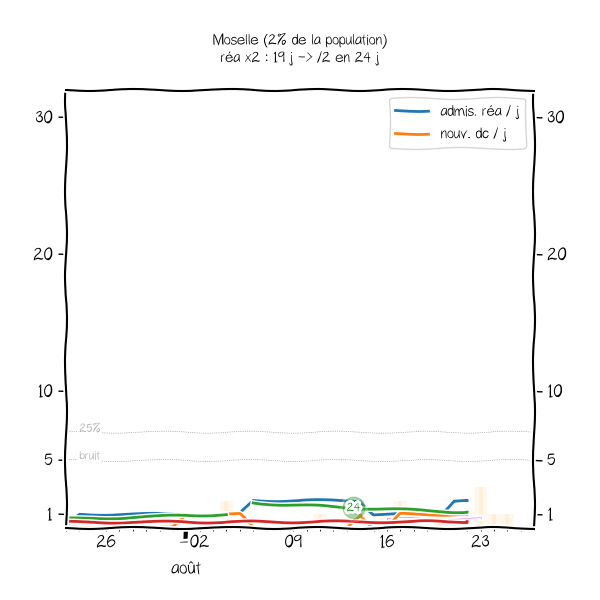 Moselle (2% de la population)
réa x2 : 19 j -> /2 en 24 j
admis. réa / j
nouv. dc / j
30
30
20
20
10
10
25%
5
bruit
5
24
1
1
26
02
09
16
23
août